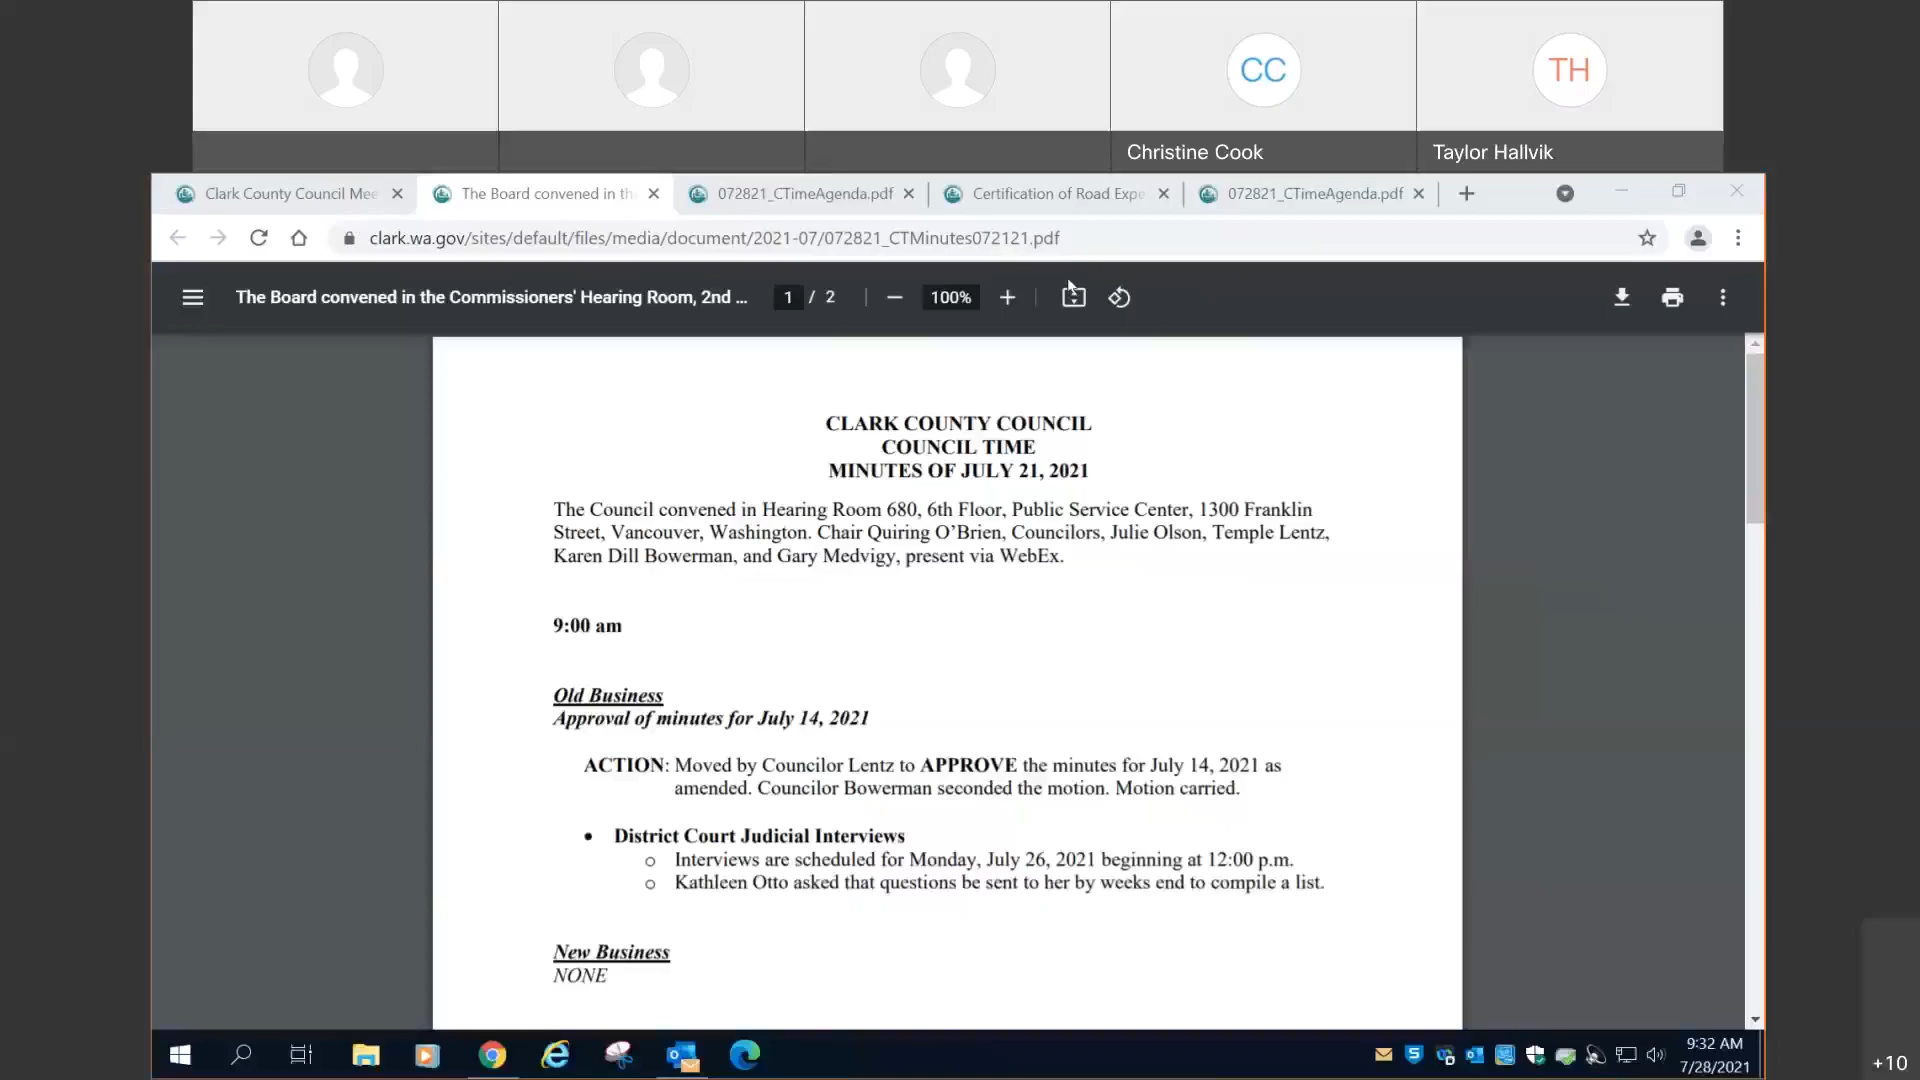 CC
TH
Christine Cook
Taylor Hallvik
Clark County Council Mee
The Board convened in th
072821_CTimeAgenda.pdf
Certification of Road Expe
072821_CTimeAgenda.pdf
clark.wa.gov/sites/default/files/media/document/2021-07/072821_CTMinutes072121.pdf
The Board convened in the Commissioners' Hearing Room, 2nd ...
1 / 2
100%
CLARK COUNTY COUNCIL
COUNCIL TIME
MINUTES OF JULY 21, 2021
The Council convened in Hearing Room 680, 6th Floor, Public Service Center, 1300 Franklin
Street, Vancouver, Washington. Chair Quiring O’Brien, Councilors, Julie Olson, Temple Lentz,
Karen Dill Bowerman, and Gary Medvigy, present via WebEx.
9:00 am
Old Business
Approval of minutes for July 14, 2021
ACTION: Moved by Councilor Lentz to APPROVE the minutes for July 14, 2021 as
amended. Councilor Bowerman seconded the motion. Motion carried.
• District Court Judicial Interviews
o Interviews are scheduled for Monday, July 26, 2021 beginning at 12:00 p.m.
o Kathleen Otto asked that questions be sent to her by weeks end to compile a list.
New Business
NONE
9:32 AM
7/28/2021
+10